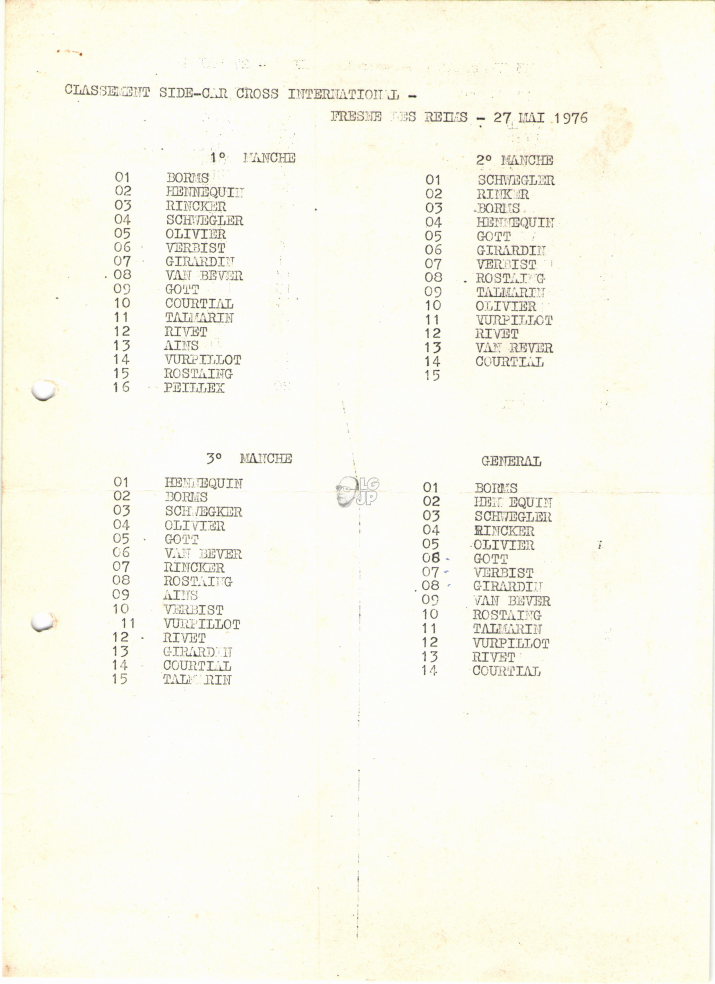 CLASSEMENT SIDE-CAR CROSS INTERNATIONAL -
FRESNE LES REIMS - 27 MAI 1976
1° MANCHE
01 BORMS
02 HENNEQUIN
03 RINCKER
04 SCHWEGLER
05 OLIVIER
06 VERBIST
07 GIRARDIN
08 VAN BEVER
09 GOTT
10 COURTIAL
11 TALMARIN
12 RIVET
13 AINS
14 VURPILLOT
15 ROSTAING
16 PEILLEX
2° MANCHE
01 SCHWEGLER
02 RINKER
03 BORMS
04 HENNEQUIN
05 GOTT
06 GIRARDIN
07 VERBIST
08 ROSTAING
09 TALMARIN
10 OLIVIER
11 VURPILLOT
12 RIVET
13 VAN REVER
14 COURTIAL
15
3° MANCHE
01 HENNEQUIN
02 BORMS
03 SCHWEGKER
04 OLIVIER
05 GOTT
06 VAN BEVER
07 RINCKER
08 ROSTAING
09 AINS
10 VERBIST
11 VURPILLOT
12 RIVET
13 GIRARDIN
14 COURTIAL
15 TALMARIN
GENERAL
01 BORMS
02 HENNEQUIN
03 SCHWEGLER
04 RINCKER
05 OLIVIER
06 GOTT
07 VERBIST
08 GIRARDIN
09 VAN BEVER
10 ROSTAING
11 TALMARIN
12 VURPILLOT
13 RIVET
14 COURTIAL
LG
JP